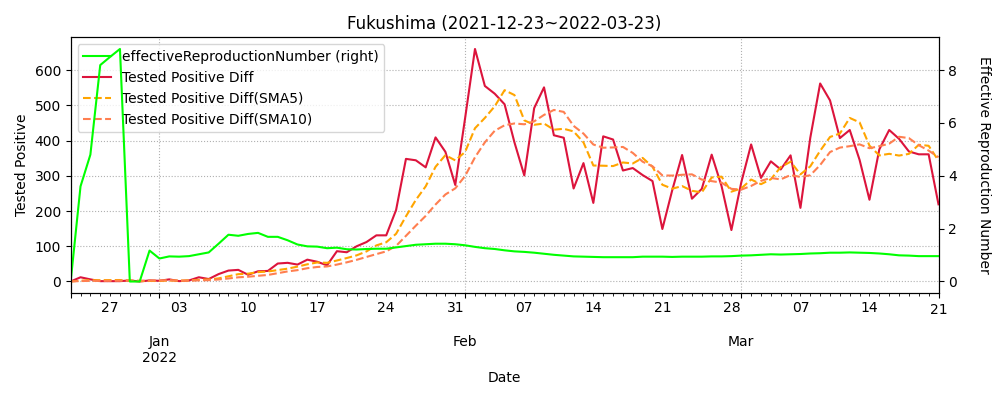 Fukushima (2021-12-23~2022-03-23)
effectiveReproductionNumber (right)
Tested Positive Diff
Tested Positive Diff(SMA5)
Tested Positive Diff(SMA10)
Tested Positive
600
500
400
300
200
100
0
8
6
4
2
0
Effective Reproduction Number
27 03 10 17 24 31 07 14 21 28 07 14 21
Jan Feb Mar
2022
Date